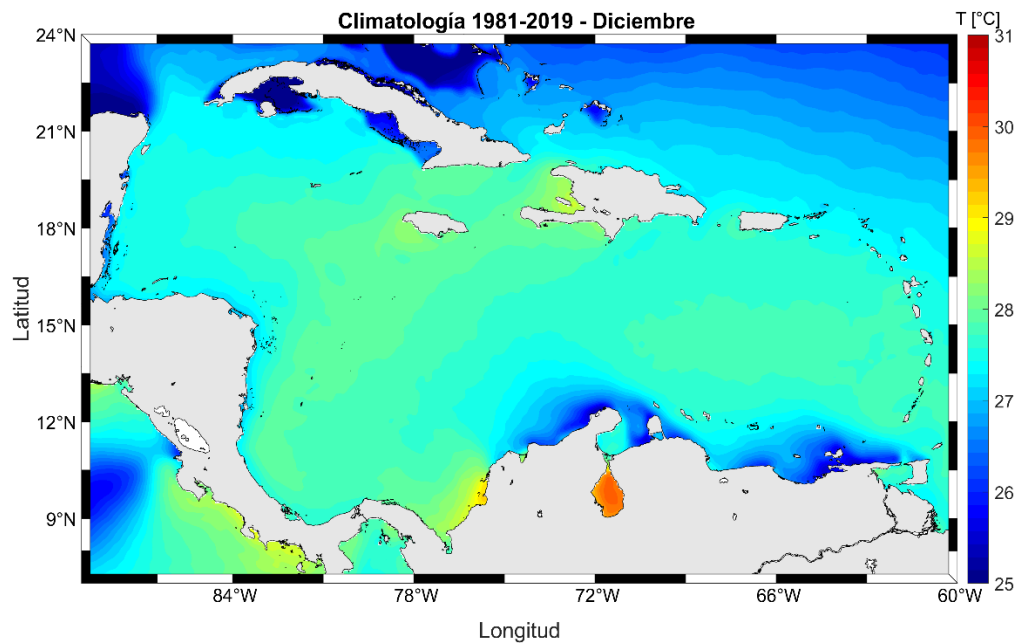 Climatología 1981-2019 - Diciembre
T [°C]
24°N
21°N
18°N
15°N
12°N
9°N
Latitud
84°W
78°W
72°W
66°W
60°W
Longitud
31
30
29
28
27
26
25